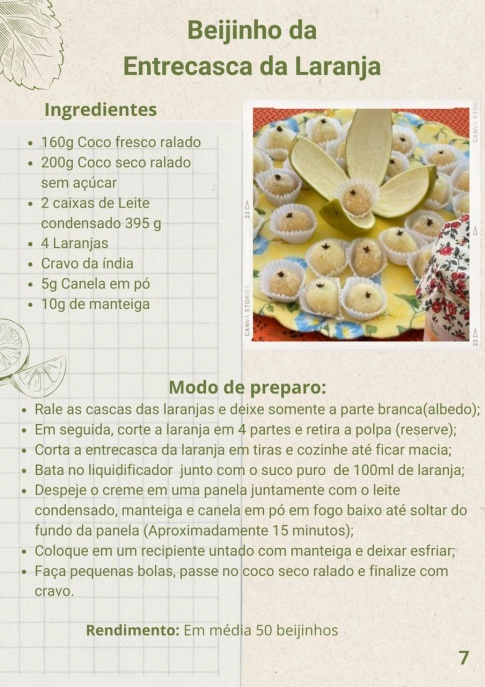 Beijinho da
Entrecasca da Laranja
Ingredientes
• 160g Coco fresco ralado
• 200g Coco seco ralado
sem açúcar
• 2 caixas de Leite
condensado 395 g
• 4 Laranjas
• Cravo da índia
• 5g Canela em pó
• 10g de manteiga
CANVA STORIES
23
CANVA STORIES
23
Modo de preparo:
• Rale as cascas das laranjas e deixe somente a parte branca(albedo);
• Em seguida, corte a laranja em 4 partes e retira a polpa (reserve);
• Corta a entrecasca da laranja em tiras e cozinhe até ficar macia;
• Bata no liquidificador junto com o suco puro de 100ml de laranja;
• Despeje o creme em uma panela juntamente com o leite
condensado, manteiga e canela em pó em fogo baixo até soltar do
fundo da panela (Aproximadamente 15 minutos);
• Coloque em um recipiente untado com manteiga e deixar esfriar;
• Faça pequenas bolas, passe no coco seco ralado e finalize com
cravo.
Rendimento: Em média 50 beijinhos
7